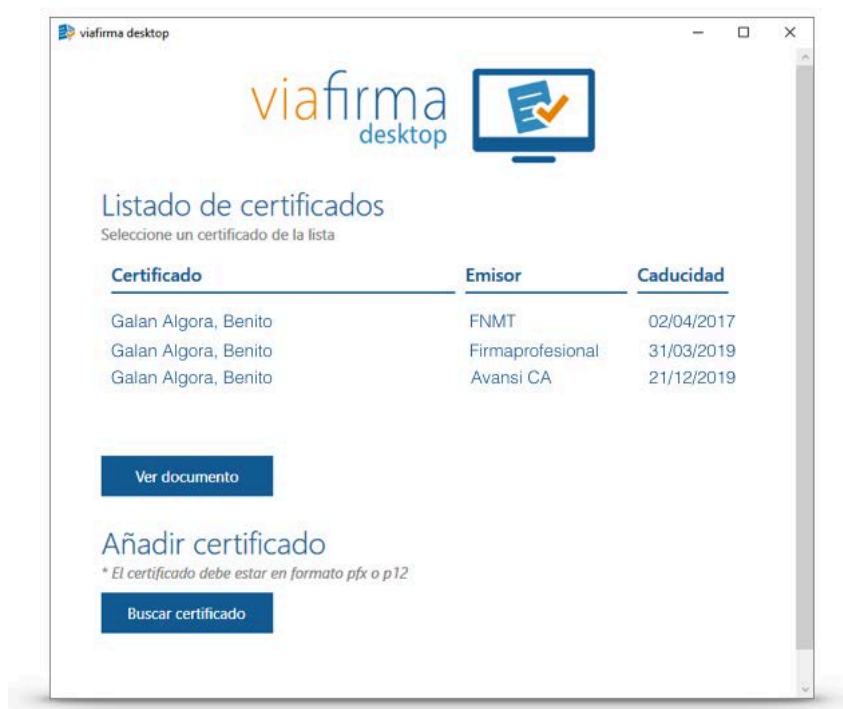 viafirma desktop
viafirma
desktop
Listado de certificados
Seleccione un certificado de la lista
Certificado Emisor Caducidad
Galan Algora, Benito FNMT 02/04/2017
Galan Algora, Benito Firmaprofesional 31/03/2019
Galan Algora, Benito Avansi CA 21/12/2019
Ver documento
Añadir certificado
* El certificado debe estar en formato pfx o p12
Buscar certificado